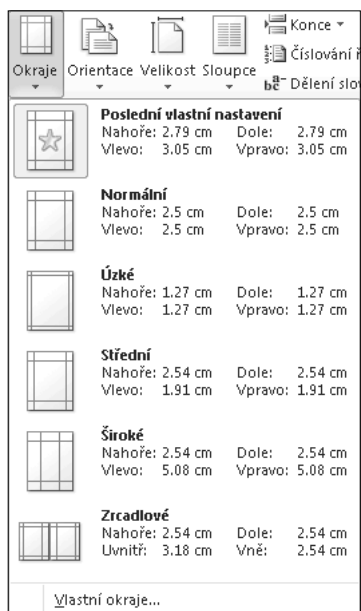 Okraje Orientace Velikost Sloupce
Konce
Číslování
Dělení
Poslední vlastní nastavení
Nahoře: 2.79 cm Dole: 2.79 cm
Vlevo: 3.05 cm Vpravo: 3.05 cm
Normální
Nahoře: 2.5 cm Dole: 2.5 cm
Vlevo: 2.5 cm Vpravo: 2.5 cm
Úzké
Nahoře: 1.27 cm Dole: 1.27 cm
Vlevo: 1.27 cm Vpravo: 1.27 cm
Střední
Nahoře: 2.54 cm Dole: 2.54 cm
Vlevo: 1.91 cm Vpravo: 1.91 cm
Široké
Nahoře: 2.54 cm Dole: 2.54 cm
Vlevo: 5.08 cm Vpravo: 5.08 cm
Zrcadlové
Nahoře: 2.54 cm Dole: 2.54 cm
Uvnitř: 3.18 cm Vně: 2.54 cm
Vlastní okraje...